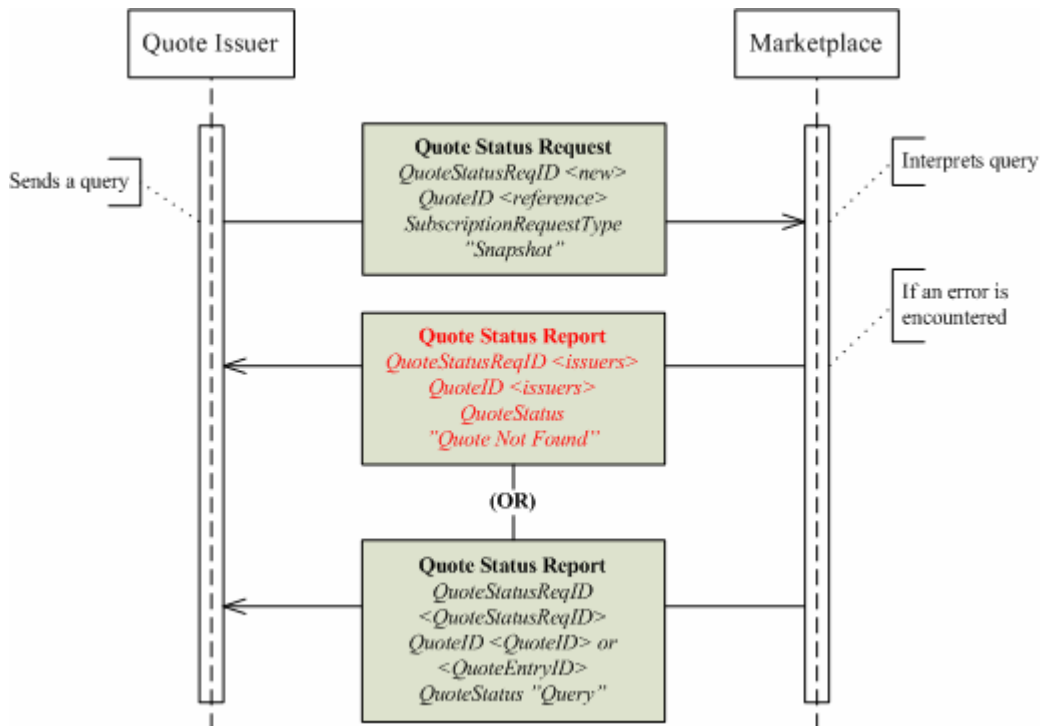 Quote Issuer
Marketplace
Sends a query
Quote Status Request
QuoteStatusReqID <new>
QuoteID <reference>
SubscriptionRequestType
"Snapshot"
Interprets query
If an error is
encountered
Quote Status Report
QuoteStatusReqID <issuers>
QuoteID <issuers>
QuoteStatus
"Quote Not Found"
(OR)
Quote Status Report
QuoteStatusReqID
<QuoteStatusReqID>
QuoteID <QuoteID> or
<QuoteEntryID>
QuoteStatus "Query"